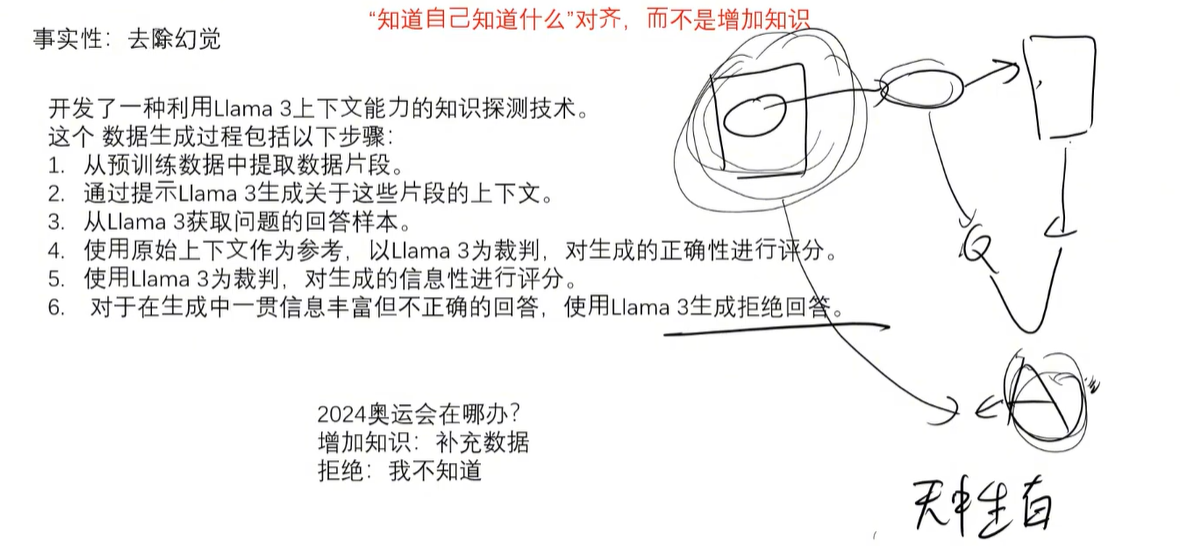 “知道自己知道什么”对齐，而不是增加知识
事实性：去除幻觉
开发了一种利用Llama 3上下文能力的知识探测技术。
这个 数据生成过程包括以下步骤：
1. 从预训练数据中提取数据片段。
2. 通过提示Llama 3生成关于这些片段的上下文。
3. 从Llama 3获取问题的回答样本。
4. 使用原始上下文作为参考，以Llama 3为裁判，对生成的正确性进行评分。
5. 使用Llama 3为裁判，对生成的信息性进行评分。
6. 对于在生成中一贯信息丰富但不正确的回答，使用Llama 3生成拒绝回答。
Q
A
2024奥运会在哪办？
增加知识：补充数据
拒绝：我不知道